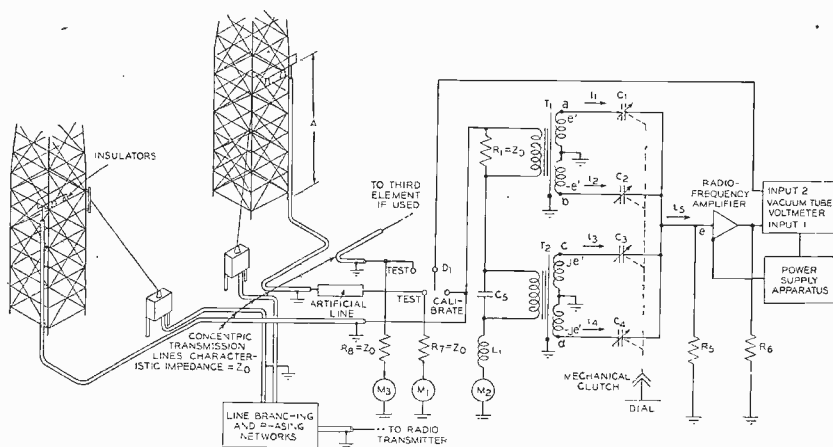 INSULATORS
A
TO THIRD
ELEMENT
IF USED
TEST
D1
TEST
CALI-
BRATE
ARTIFICIAL
LINE
CONCENTRIC
TRANSMISSION
LINES CHARACTER-
ISTIC IMPEDANCE = Z0
LINE BRANCHING
AND PHASING
NETWORKS
TO RADIO
TRANSMITTER
R8 = Z0
R7 = Z0
M3
M1
M2
L1
C5
R1 = Z0
T1
a
e'
-e'
b
T2
c
je'
-je'
d
i1
C1
i2
C2
i3
C3
i4
C4
MECHANICAL
CLUTCH
DIAL
i5
e
RADIO-
FREQUENCY
AMPLIFIER
R5
R6
INPUT 2
VACUUM TUBE
VOLTMETER
INPUT 1
POWER
SUPPLY
APPARATUS